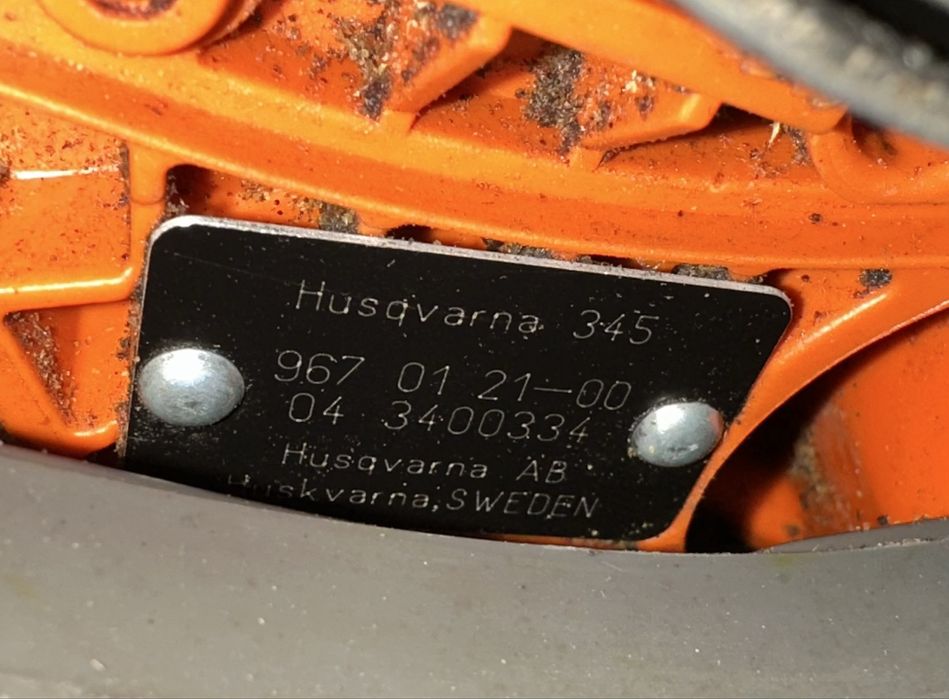 Husqvarna 345
967 01 21-00
04 3400334
Husqvarna AB
Huskvarna, SWEDEN